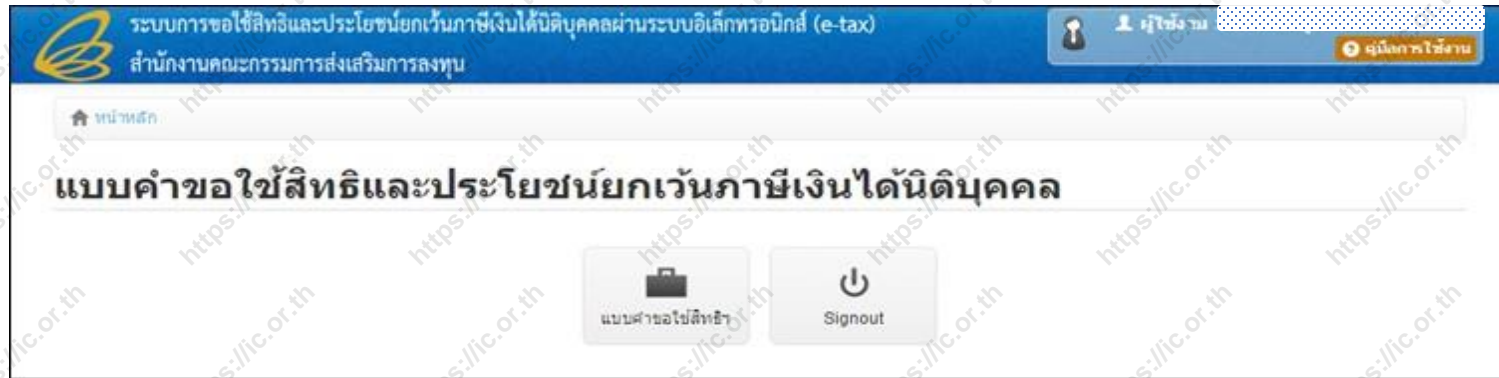 ระบบการขอใช้สิทธิและประโยชน์ยกเว้นภาษีเงินได้นิติบุคคลผ่านระบบอิเล็กทรอนิกส์ (e-tax)
สำนักงานคณะกรรมการส่งเสริมการลงทุน
ผู้ใช้งาน :
คู่มือการใช้งาน
หน้าหลัก
แบบคำขอใช้สิทธิและประโยชน์ยกเว้นภาษีเงินได้นิติบุคคล
แบบคำขอใช้สิทธิฯ
Signout
https://ic.or.th